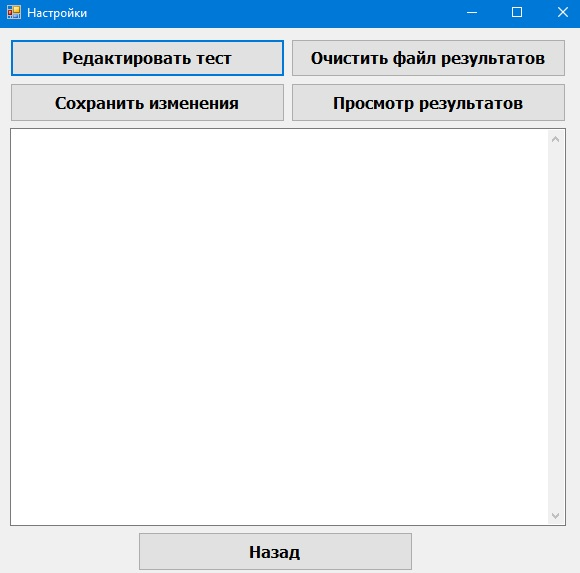 Настройки
Редактировать тест
Очистить файл результатов
Сохранить изменения
Просмотр результатов
Назад